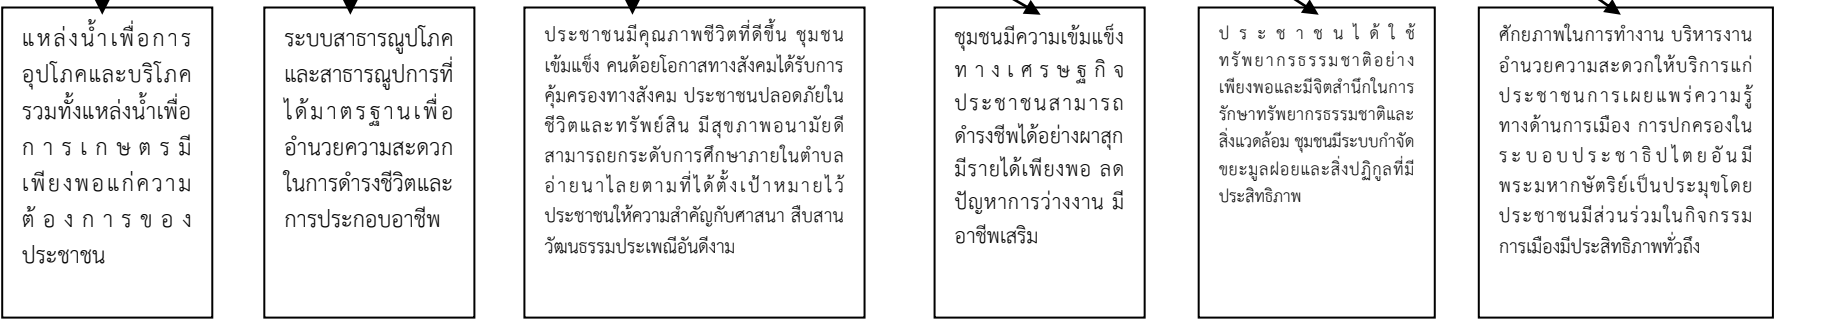 แหล่งน้ำเพื่อการ
อุปโภคและบริโภค
รวมทั้งแหล่งน้ำเพื่อ
การเกษตรมี
เพียงพอแก่ความ
ต้องการของ
ประชาชน
ระบบสาธารณูปโภค
และสาธารณูปการที่
ได้มาตรฐานเพื่อ
อำนวยความสะดวก
ในการดำรงชีวิตและ
การประกอบอาชีพ
ประชาชนมีคุณภาพชีวิตที่ดีขึ้น ชุมชน
เข้มแข็ง คนด้อยโอกาสทางสังคมได้รับการ
คุ้มครองทางสังคม ประชาชนปลอดภัยใน
ชีวิตและทรัพย์สิน มีสุขภาพอนามัยดี
สามารถยกระดับการศึกษาภายในตำบล
อ่ายนาไลยตามที่ได้ตั้งเป้าหมายไว้
ประชาชนให้ความสำคัญกับศาสนา สืบสาน
วัฒนธรรมประเพณีอันดีงาม
ชุมชนมีความเข้มแข็ง
ทางเศรษฐกิจ
ประชาชนสามารถ
ดำรงชีพได้อย่างผาสุก
มีรายได้เพียงพอ ลด
ปัญหาการว่างงาน มี
อาชีพเสริม
ประชาชนได้ใช้
ทรัพยากรธรรมชาติอย่าง
เพียงพอและมีจิตสำนึกในการ
รักษาทรัพยากรธรรมชาติและ
สิ่งแวดล้อม ชุมชนมีระบบกำจัด
ขยะมูลฝอยและสิ่งปฏิกูลที่มี
ประสิทธิภาพ
ศักยภาพในการทำงาน บริหารงาน
อำนวยความสะดวกให้บริการแก่
ประชาชนการเผยแพร่ความรู้
ทางด้านการเมือง การปกครองใน
ระบอบประชาธิปไตยอันมี
พระมหากษัตริย์เป็นประมุขโดย
ประชาชนมีส่วนร่วมในกิจกรรม
การเมืองมีประสิทธิภาพทั่วถึง